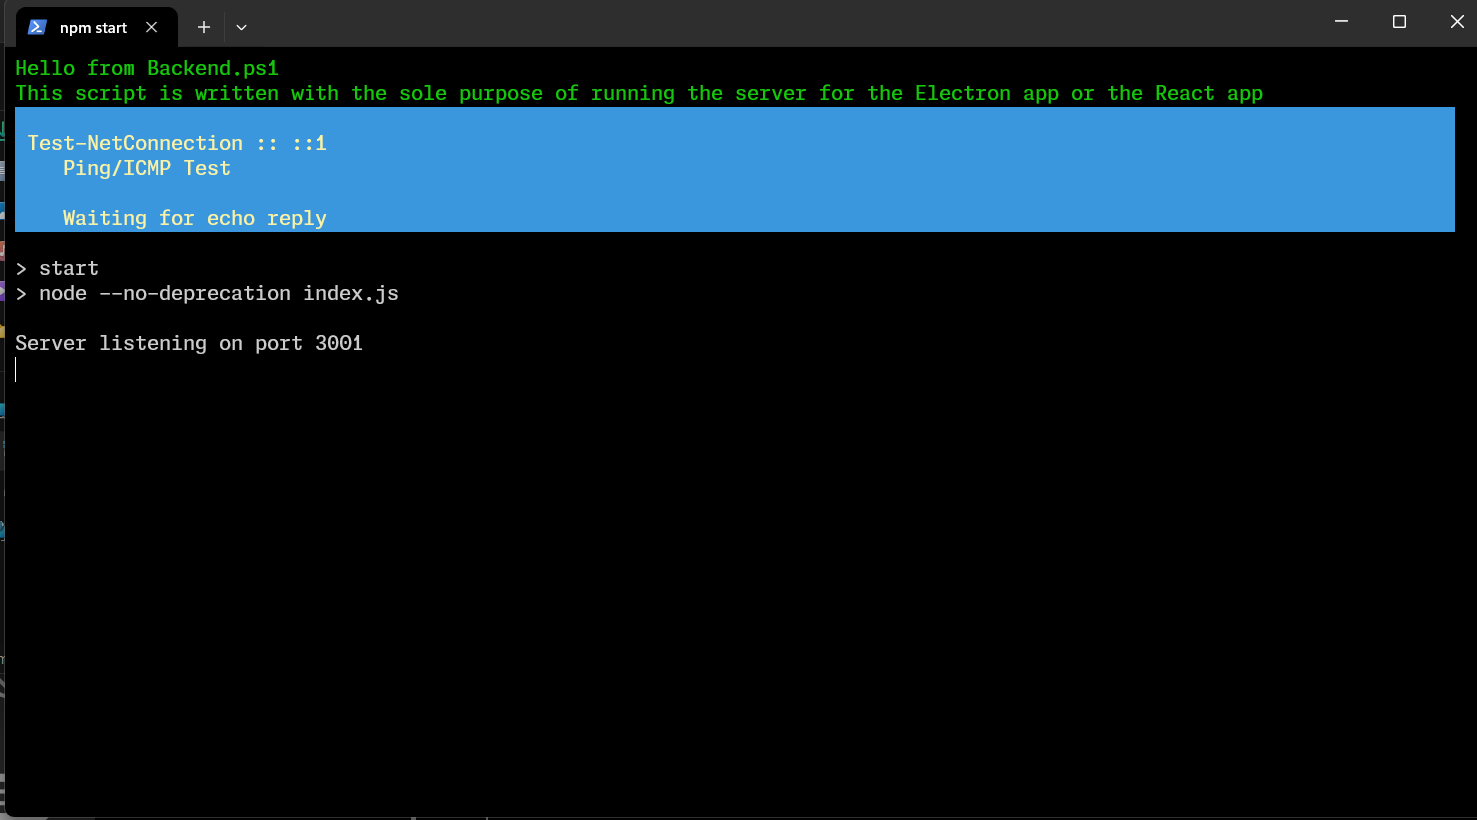 npm start
Hello from Backend.ps1
This script is written with the sole purpose of running the server for the Electron app or the React app
Test-NetConnection :: ::1
Ping/ICMP Test
Waiting for echo reply
> start
> node --no-deprecation index.js
Server listening on port 3001